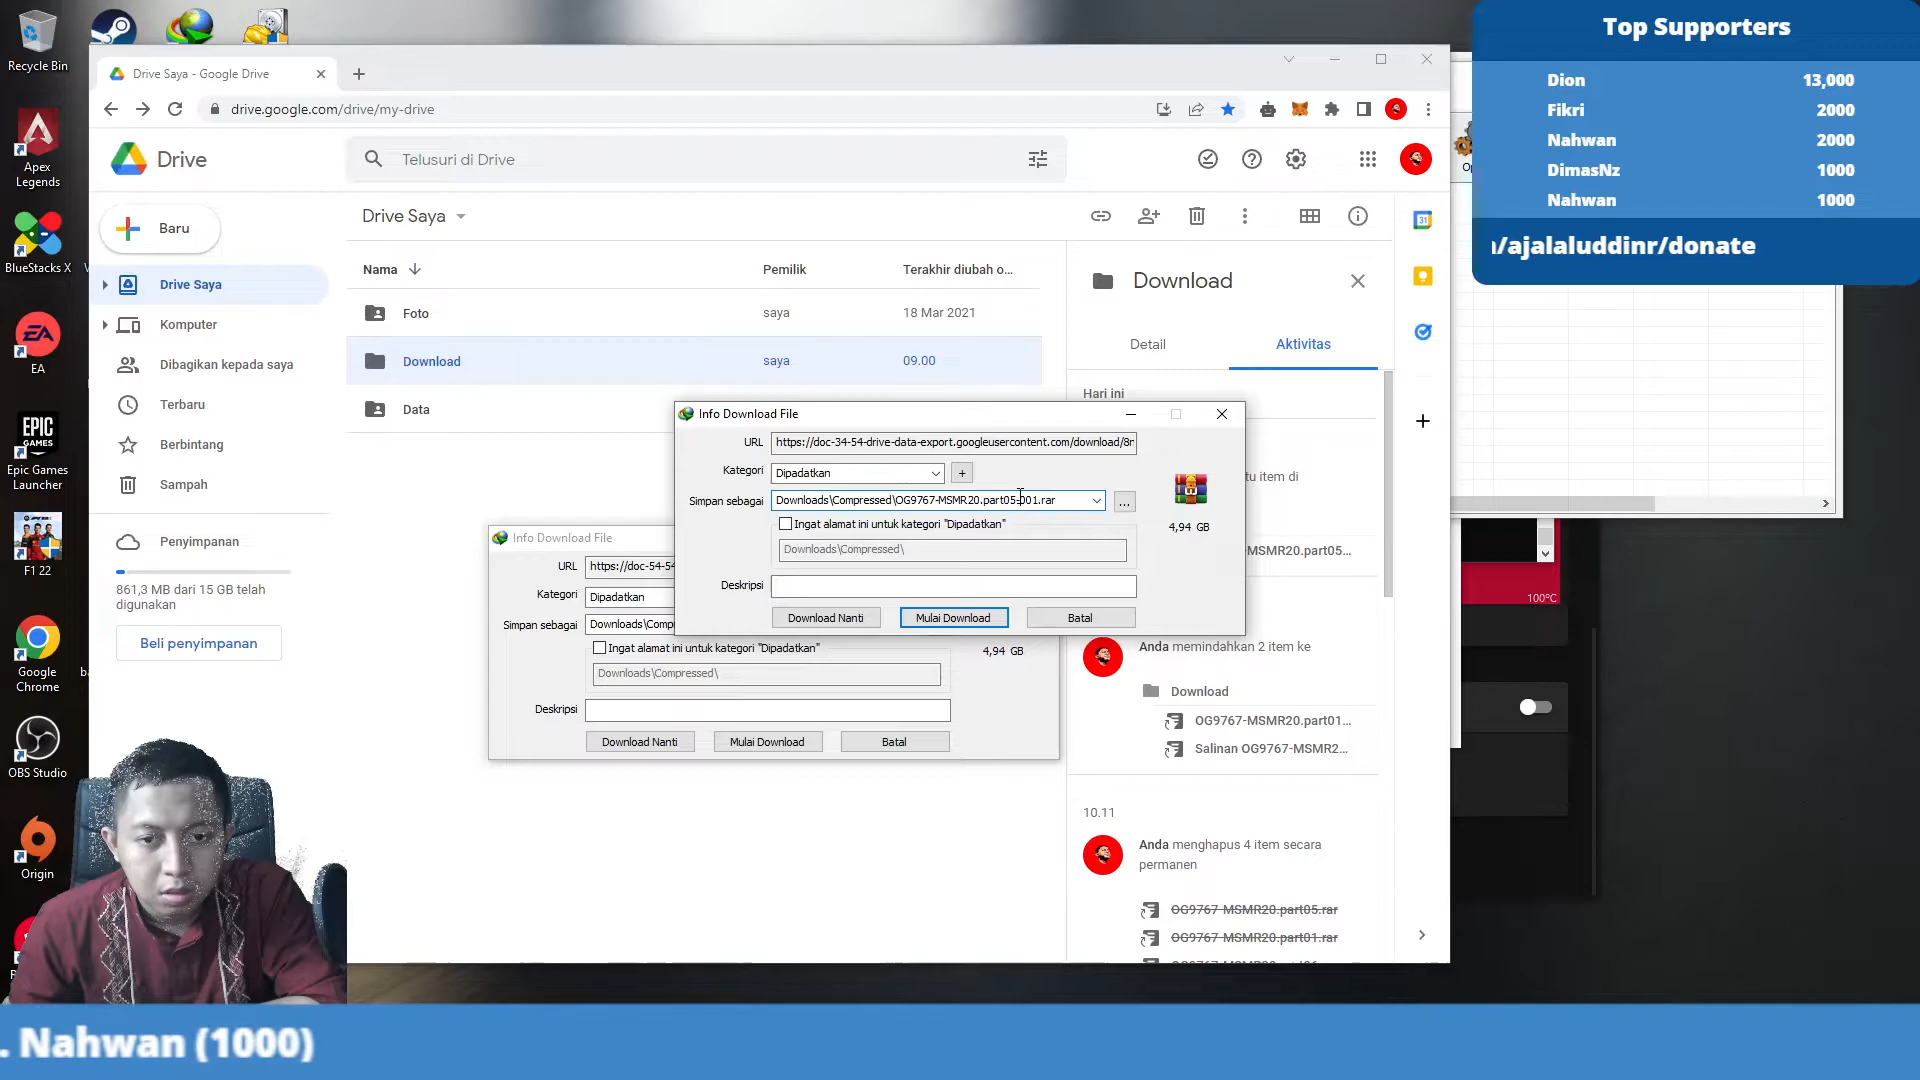 Recycle Bin
Apex
Legends
BlueStacks X
EA
Epic Games
Launcher
F1 22
Google
Chrome
OBS Studio
Origin
Drive Saya - Google Drive
drive.google.com/drive/my-drive
Drive
Telusuri di Drive
Baru
Drive Saya
Komputer
Dibagikan kepada saya
Terbaru
Berbintang
Sampah
Penyimpanan
861,3 MB dari 15 GB telah
digunakan
Beli penyimpanan
Drive Saya
Nama
Pemilik
Terakhir diubah o...
Foto
saya
18 Mar 2021
Download
saya
09.00
Data
Download
Detail
Aktivitas
Hari ini
tu item di
-MSMR20.part05...
Anda memindahkan 2 item ke
Download
OG9767-MSMR20.part01...
Salinan OG9767-MSMR2...
10.11
Anda menghapus 4 item secara
permanen
OG9767-MSMR20.part05.rar
OG9767-MSMR20.part01.rar
Info Download File
URL
https://doc-34-54-drive-data-export.googleusercontent.com/download/8r
Kategori
Dipadatkan
+
Simpan sebagai
Downloads\Compressed\OG9767-MSMR20.part05-001.rar
...
Ingat alamat ini untuk kategori "Dipadatkan"
Downloads\Compressed\
4,94 GB
Deskripsi
Download Nanti
Mulai Download
Batal
Info Download File
URL
https://doc-54-54
Kategori
Dipadatkan
Simpan sebagai
Downloads\Comp
Ingat alamat ini untuk kategori "Dipadatkan"
4,94 GB
Downloads\Compressed\
Deskripsi
Download Nanti
Mulai Download
Batal
100°C
Top Supporters
Dion 13,000
Fikri 2000
Nahwan 2000
DimasNz 1000
Nahwan 1000
/ajalaluddinr/donate
. Nahwan (1000)